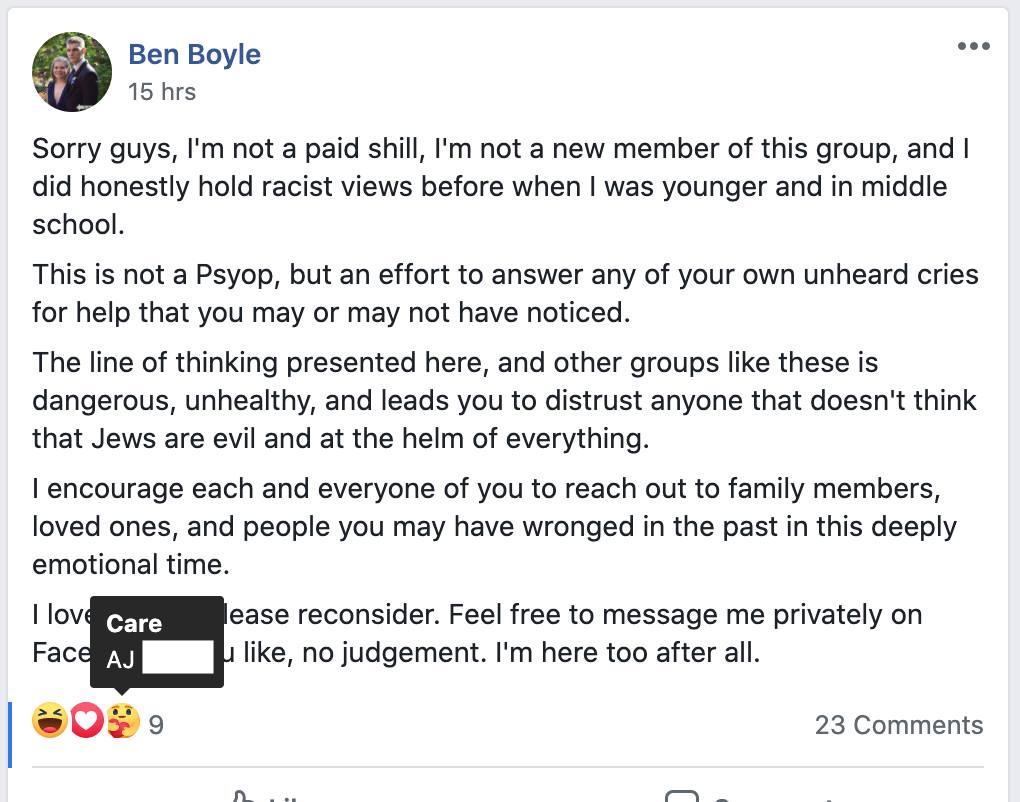 Ben Boyle
15 hrs
Sorry guys, I'm not a paid shill, I'm not a new member of this group, and I
did honestly hold racist views before when I was younger and in middle
school.
This is not a Psyop, but an effort to answer any of your own unheard cries
for help that you may or may not have noticed.
The line of thinking presented here, and other groups like these is
dangerous, unhealthy, and leads you to distrust anyone that doesn't think
that Jews are evil and at the helm of everything.
I encourage each and everyone of you to reach out to family members,
loved ones, and people you may have wronged in the past in this deeply
emotional time.
I love lease reconsider. Feel free to message me privately on
Care
Face u like, no judgement. I'm here too after all.
AJ
9
23 Comments